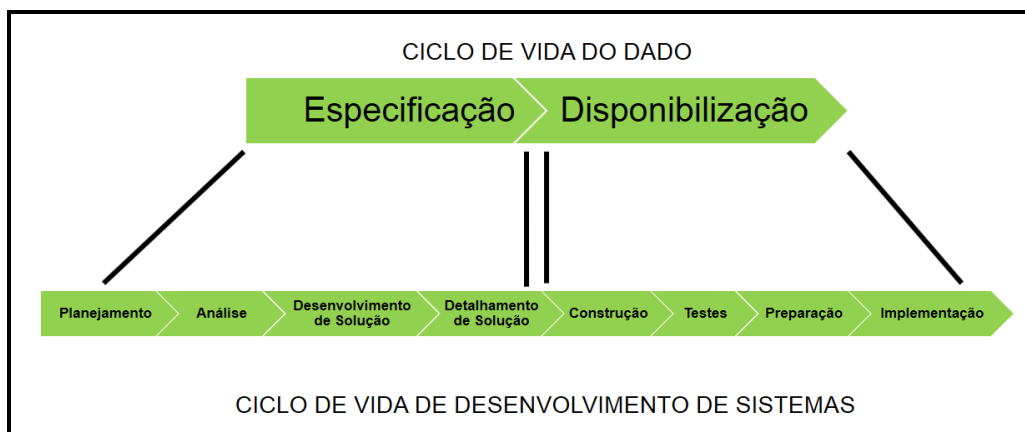 CICLO DE VIDA DO DADO
Especificação
Disponibilização
Planejamento
Análise
Desenvolvimento
de Solução
Detalhamento
de Solução
Construção
Testes
Preparação
Implementação
CICLO DE VIDA DE DESENVOLVIMENTO DE SISTEMAS